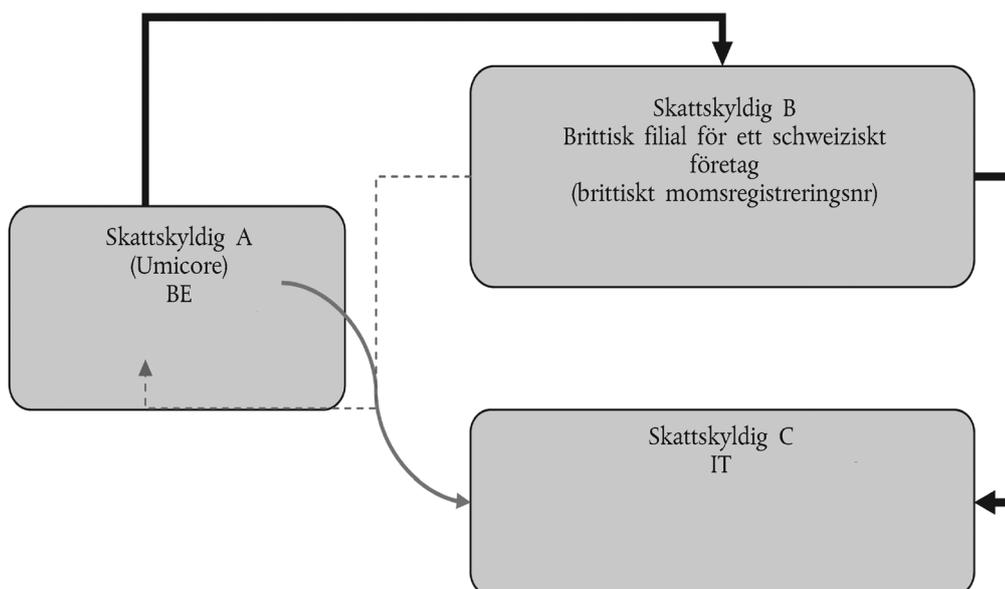 Skattskyldig B
Brittisk filial för ett schweiziskt
företag
(brittiskt momsregistreringsnr)
Skattskyldig A
(Umicore)
BE
Skattskyldig C
IT